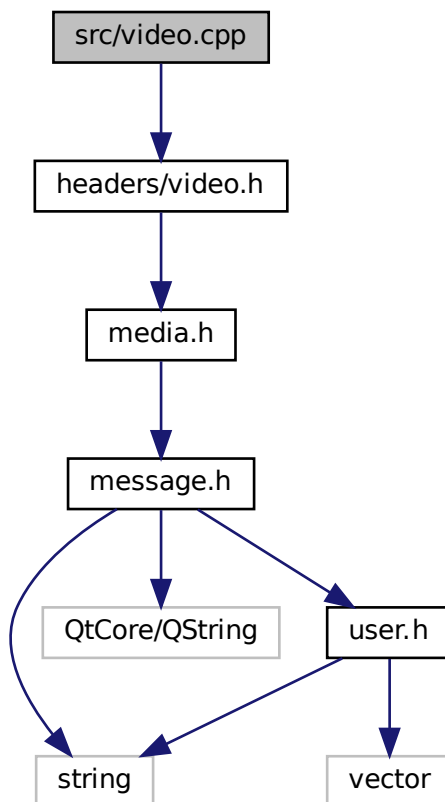 src/video.cpp
headers/video.h
media.h
message.h
QtCore/QString
user.h
string
vector